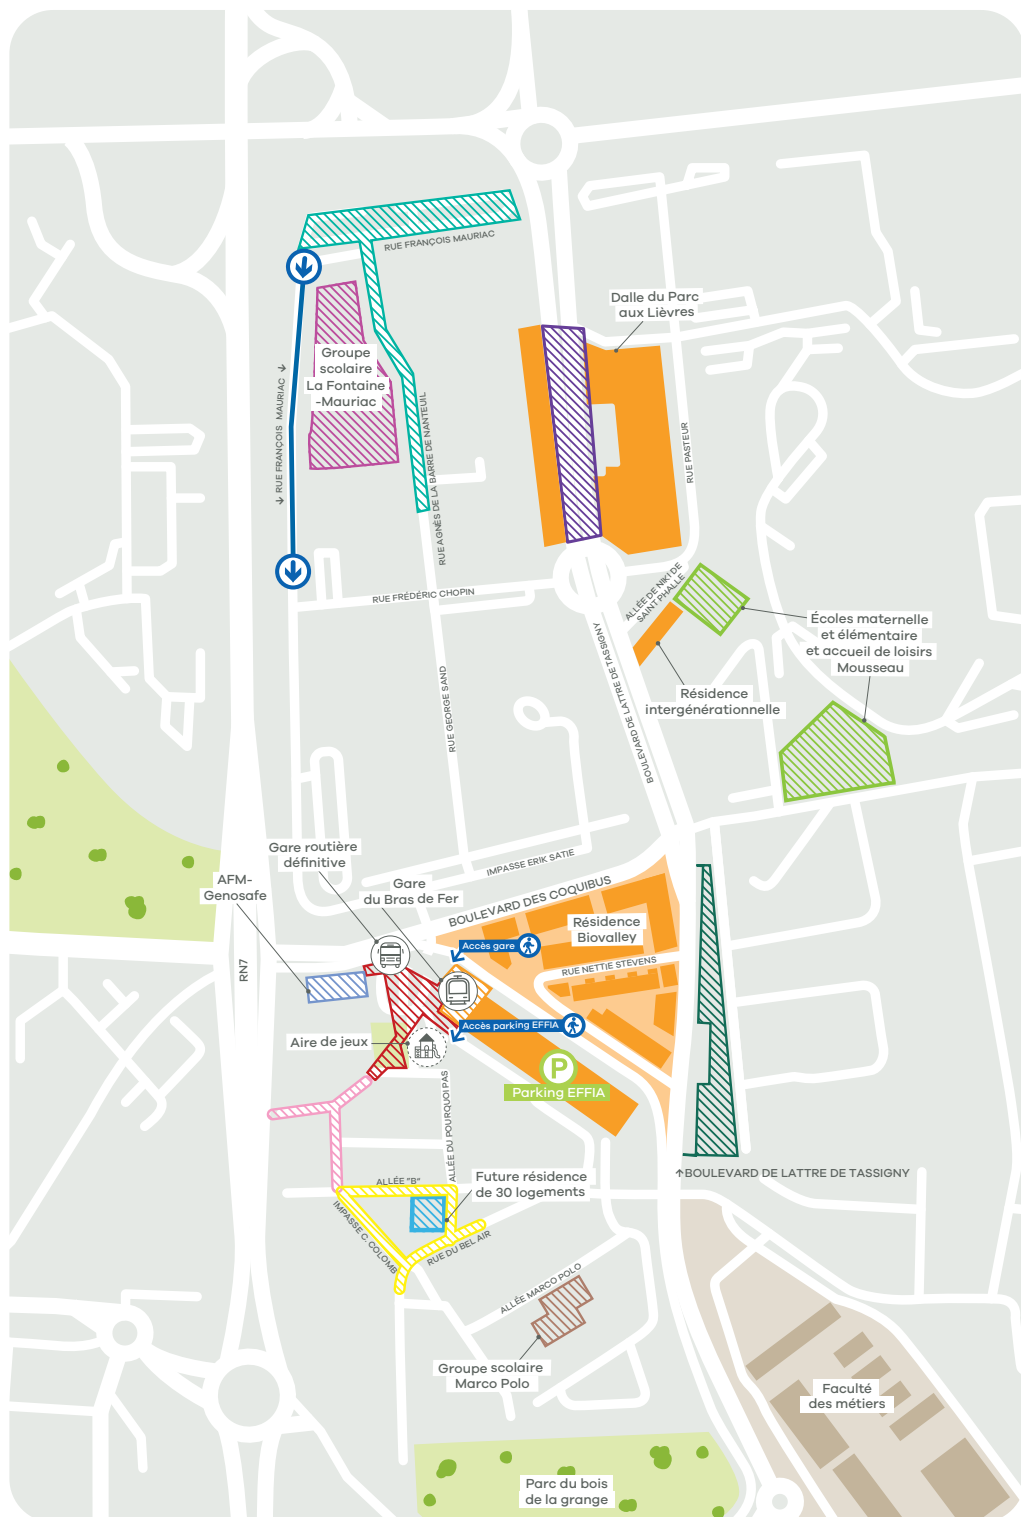 RUE FRANÇOIS MAURIAC
Dalle du Parc
aux Lièvres
Groupe
scolaire
La Fontaine
-Mauriac
← RUE FRANÇOIS MAURIAC →
RUE AGNÈS DE LA BARRE DE NANTEUIL
RUE PASTEUR
RUE FRÉDÉRIC CHOPIN
ALLÉE DE NIKI DE
SAINT PHALLE
Écoles maternelle
et élémentaire
et accueil de loisirs
Mousseau
BOULEVARD DE LATTRE DE TASSIGNY
RUE GEORGE SAND
Résidence
intergénérationnelle
Gare routière
définitive
IMPASSE ERIK SATIE
AFM-
Genosafe
Gare
du Bras de Fer
BOULEVARD DES COQUIBUS
Résidence
Biovalley
Accès gare
RUE NETTIE STEVENS
RN7
Accès parking EFFIA
Aire de jeux
P
Parking EFFIA
ALLÉE DU POURQUOI PAS
↑BOULEVARD DE LATTRE DE TASSIGNY
ALLÉE "B"
Future résidence
de 30 logements
IMPASSE C. COLOMB
RUE DU BEL AIR
ALLÉE MARCO POLO
Groupe scolaire
Marco Polo
Faculté
des métiers
Parc du bois
de la grange